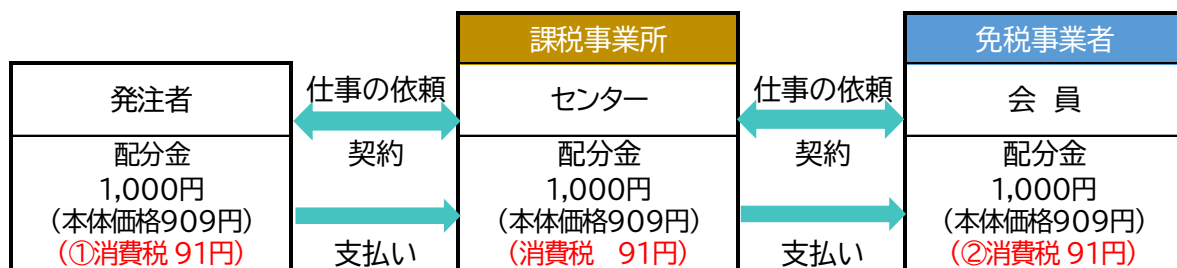 課税事業所
免税事業者
発注者
仕事の依頼
センター
仕事の依頼
会 員
契約
契約
配分金
1,000円
(本体価格909円)
(①消費税 91円)
支払い
配分金
1,000円
(本体価格909円)
(消費税 91円)
支払い
配分金
1,000円
(本体価格909円)
(②消費税 91円)